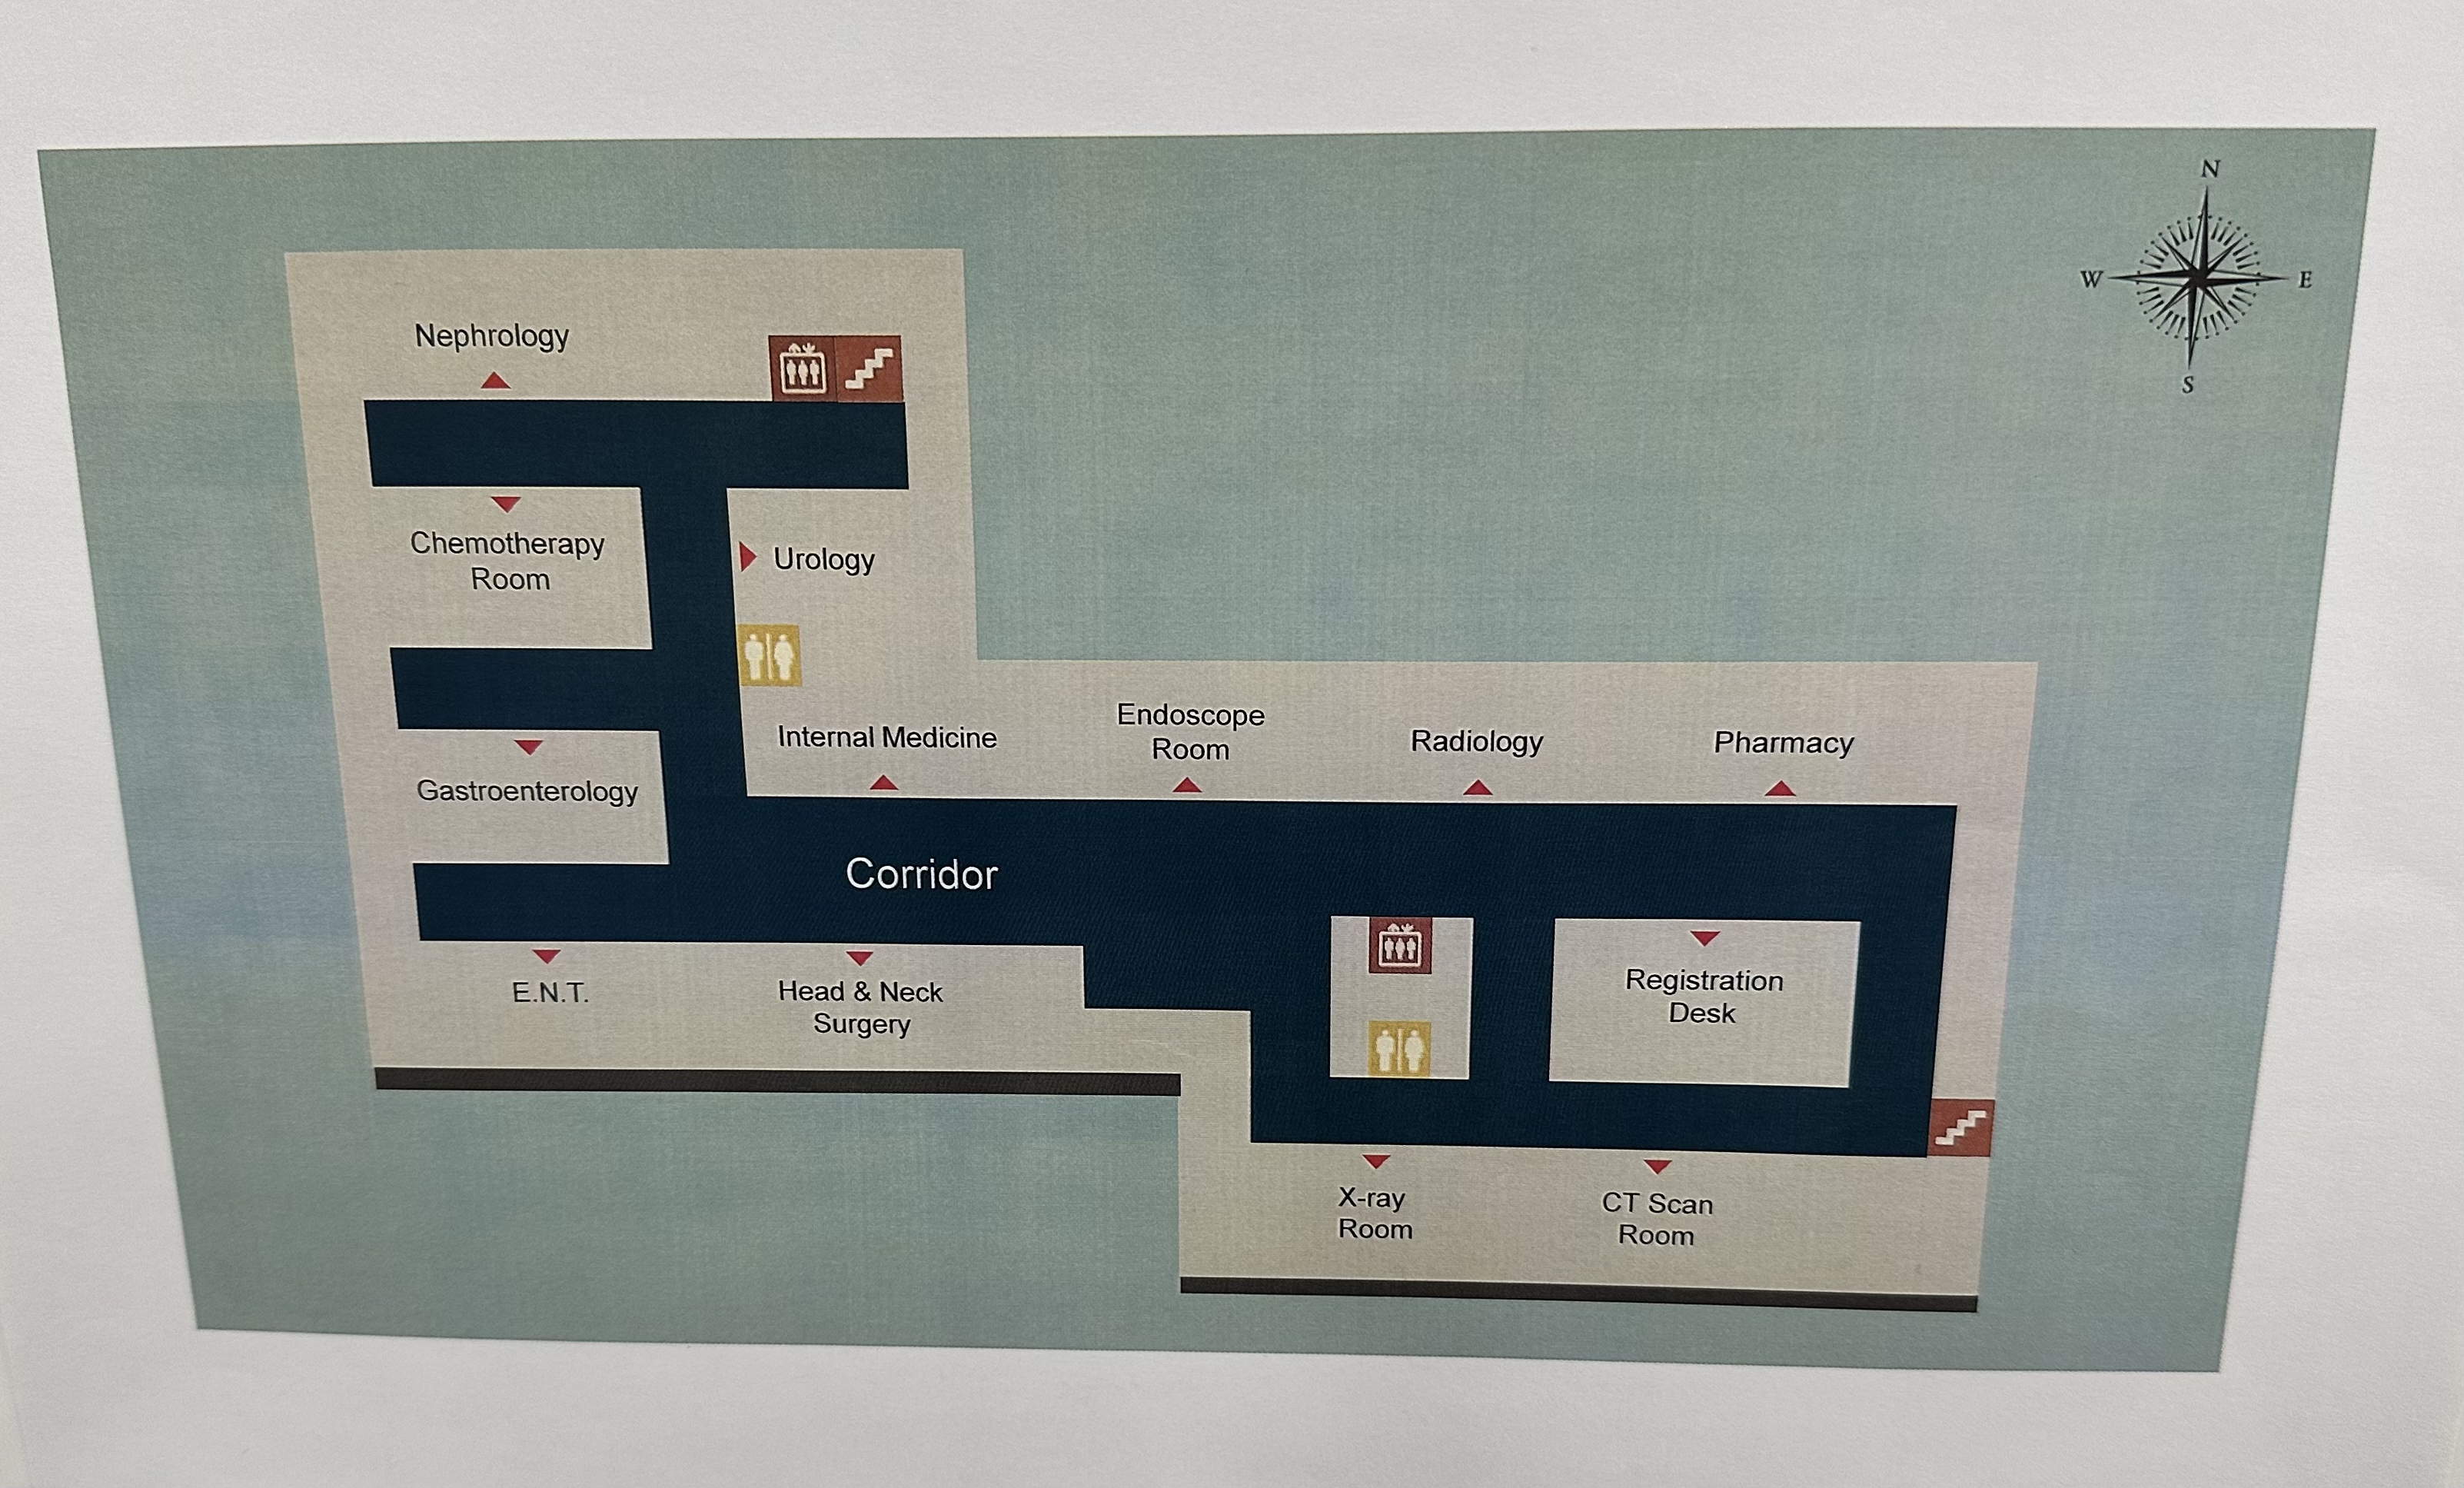 N
W
E
S
Nephrology
Chemotherapy
Room
Urology
Gastroenterology
Internal Medicine
Endoscope
Room
Radiology
Pharmacy
Corridor
Registration
Desk
E.N.T.
Head & Neck
Surgery
X-ray
Room
CT Scan
Room